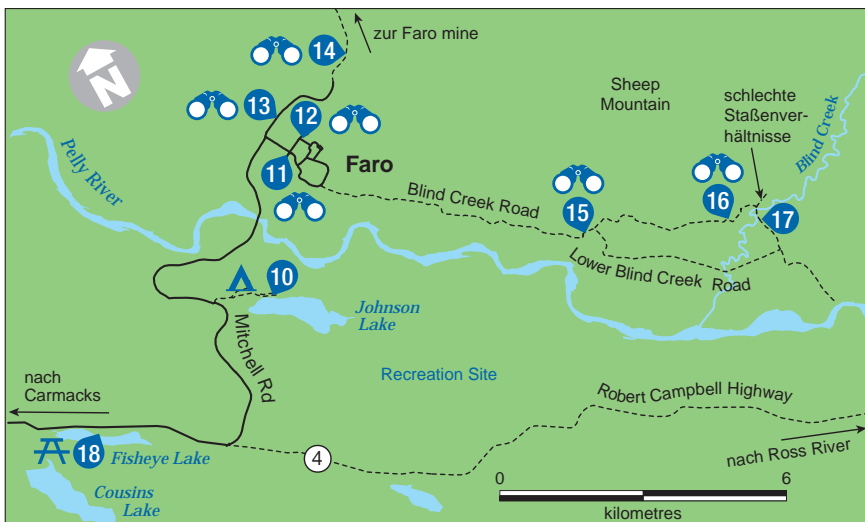 14
zur Faro mine
N
13
12
Sheep
Mountain
schlechte
Staßenver-
hältnisse
Blind Creek
Pelly River
11
Faro
Blind Creek Road
15
16
17
Lower Blind Creek Road
10
Johnson
Lake
Mitchell Rd
Recreation Site
nach
Carmacks
Robert Campbell Highway
nach Ross River
18
Fisheye Lake
4
Cousins
Lake
0
6
kilometres